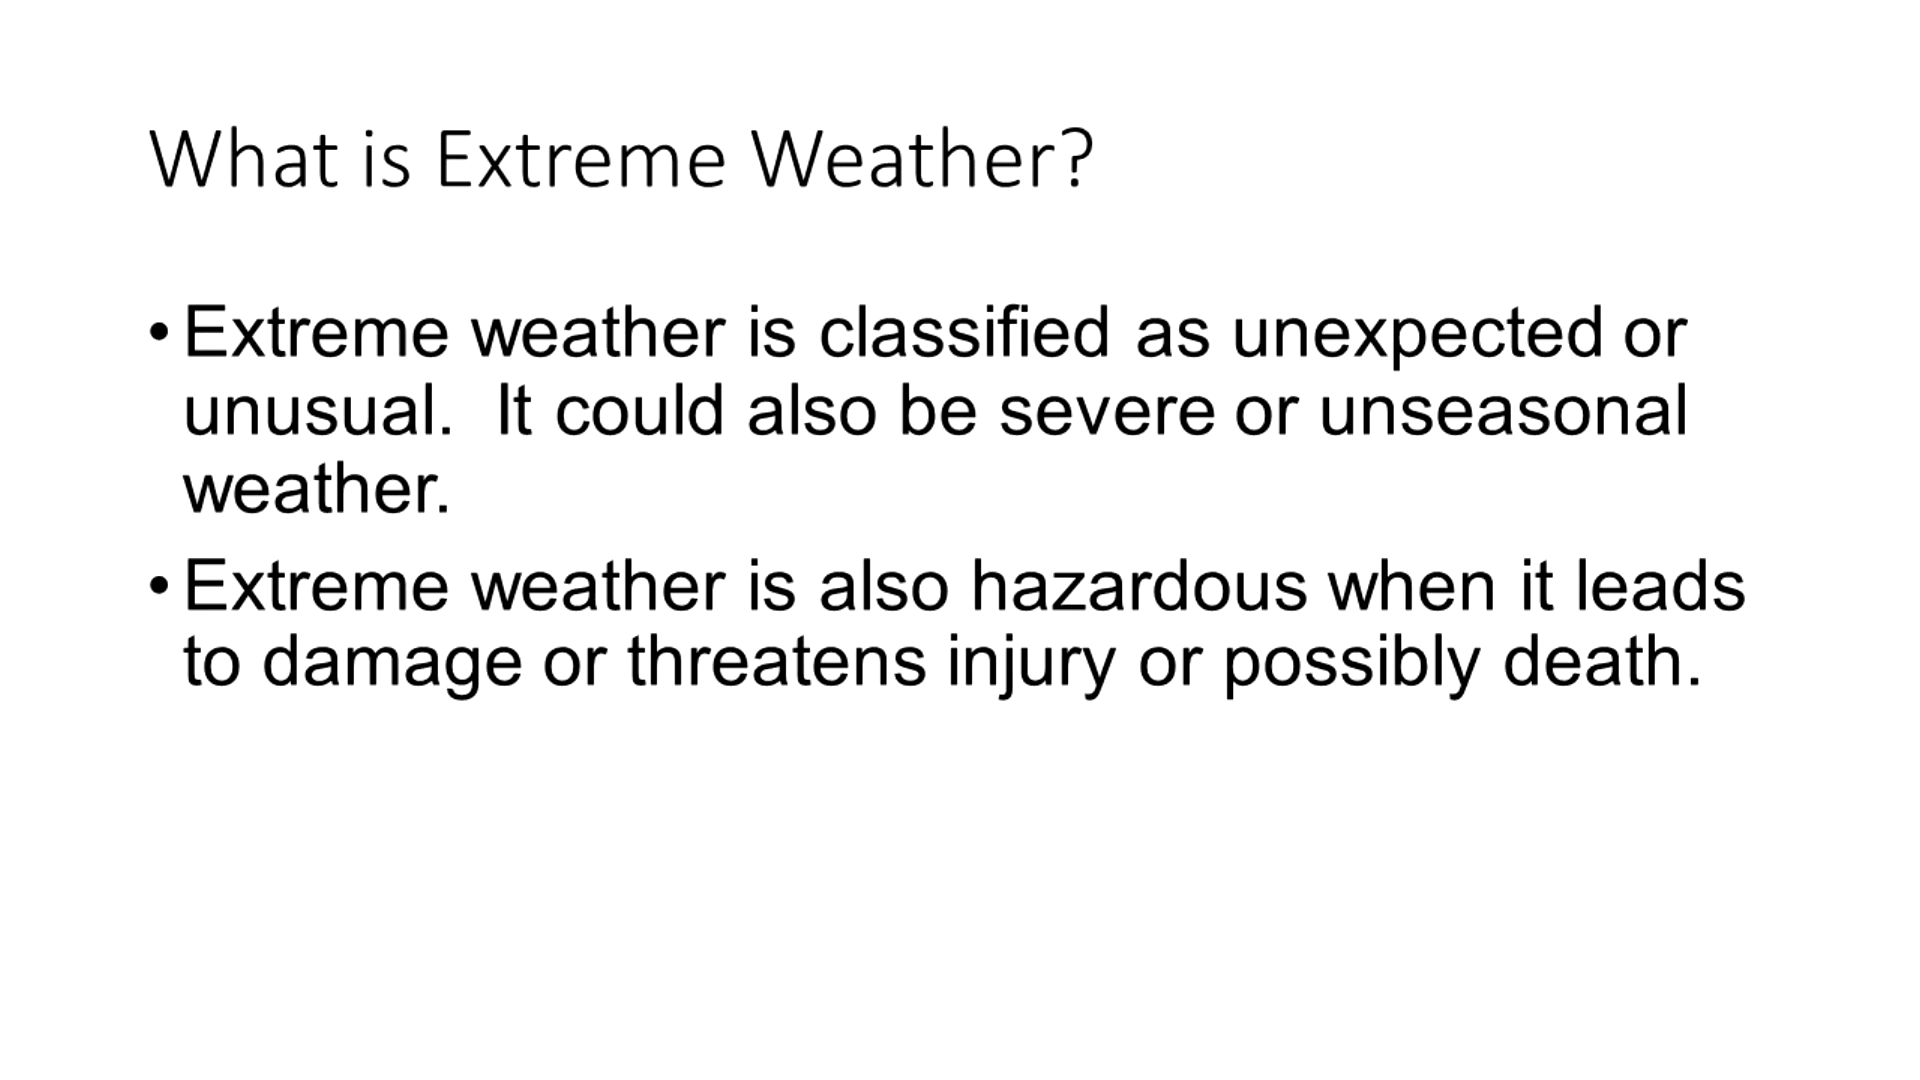 What is Extreme Weather?
• Extreme weather is classified as unexpected or
unusual.  It could also be severe or unseasonal
weather.
• Extreme weather is also hazardous when it leads
to damage or threatens injury or possibly death.